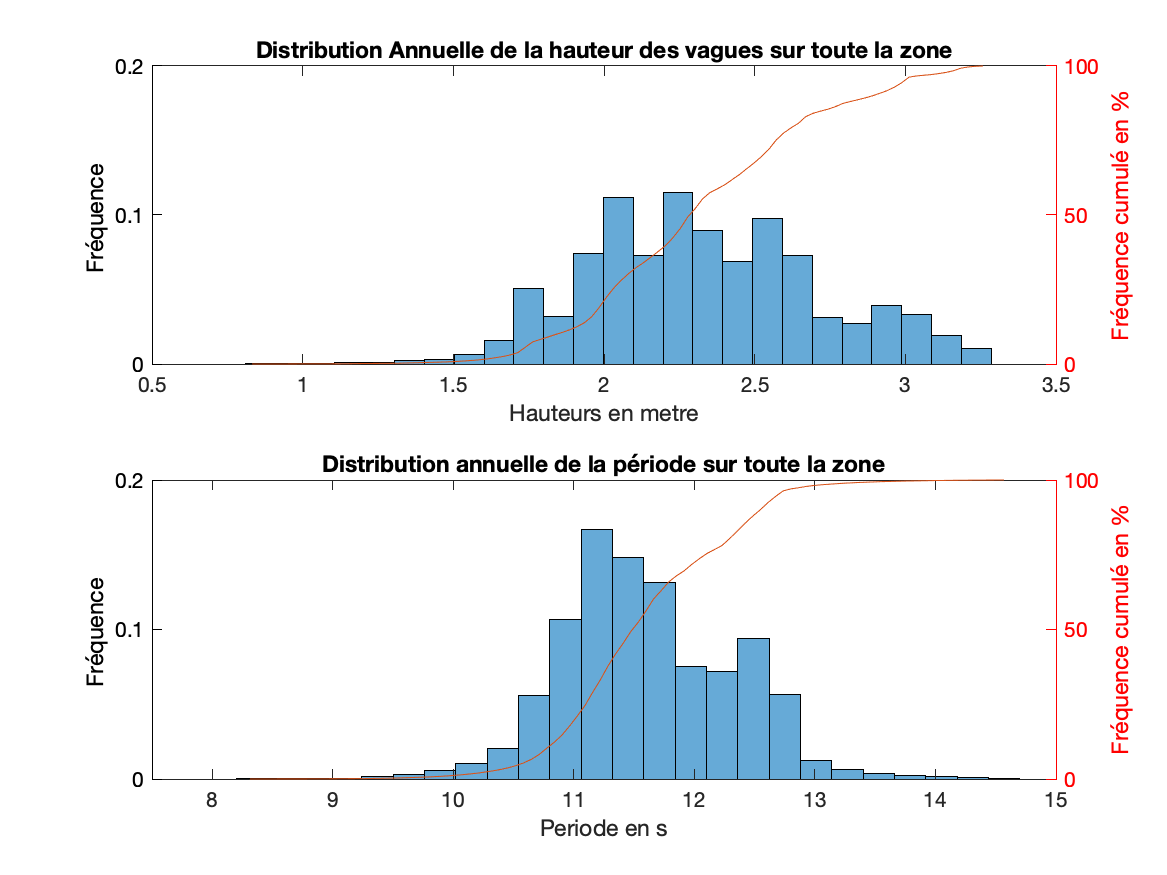 Distribution Annuelle de la hauteur des vagues sur toute la zone
0.2
0.1
0
Fréquence
100
50
0
Fréquence cumulé en %
0.5 1 1.5 2 2.5 3 3.5
Hauteurs en metre
Distribution annuelle de la période sur toute la zone
0.2
0.1
0
Fréquence
100
50
0
Fréquence cumulé en %
8 9 10 11 12 13 14 15
Periode en s